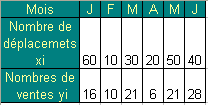 Mois J F M A M J
Nombre de
déplacemets
xi 60 10 30 20 50 40
Nombres de
ventes yi 16 10 21 6 21 28